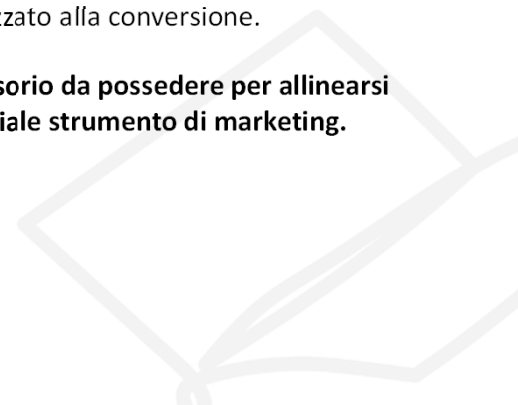 zzato alla conversione.
sorio da possedere per allinearsi
iale strumento di marketing.